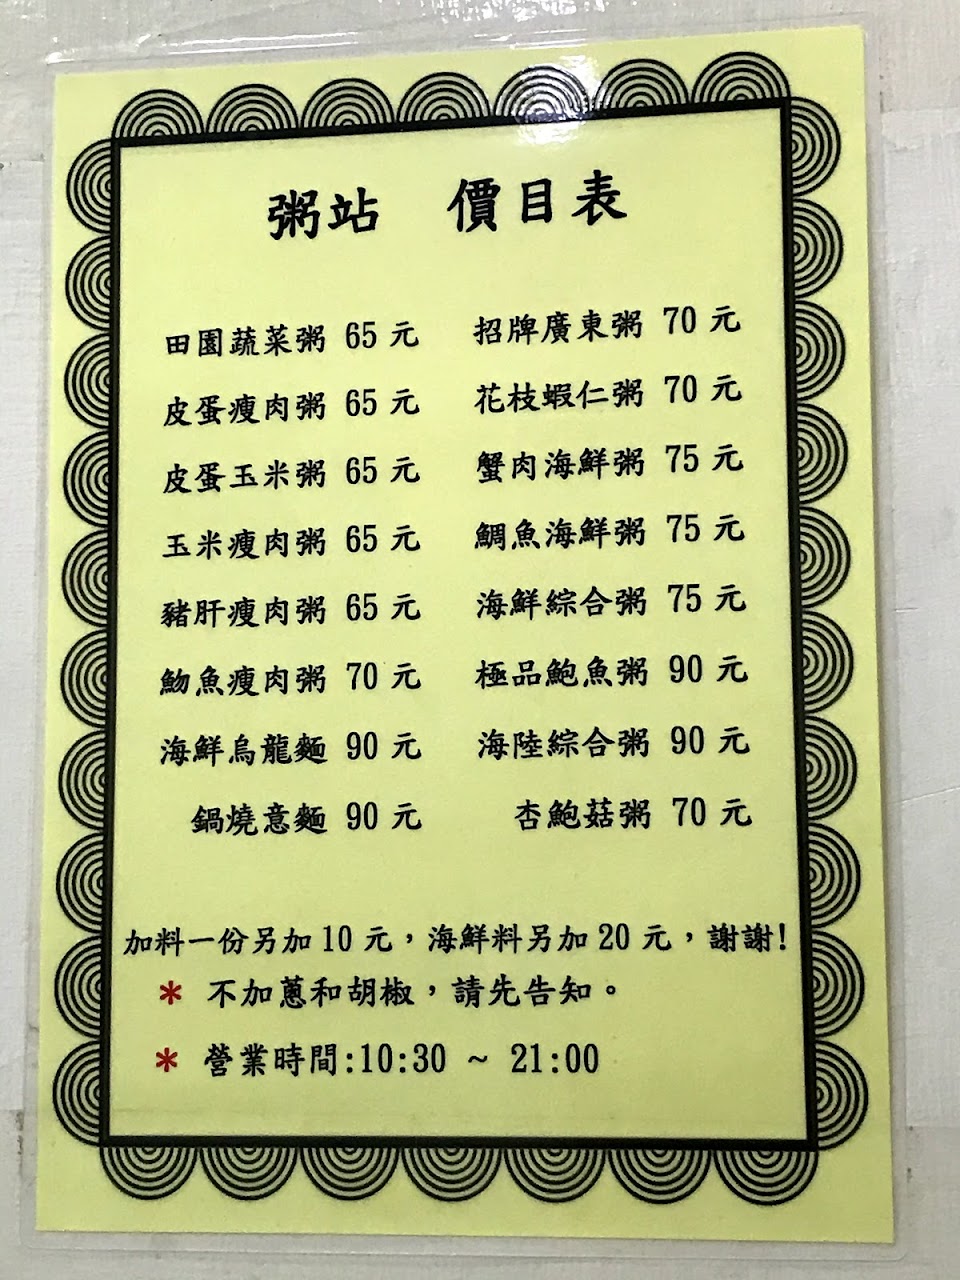 粥站　價目表
田園蔬菜粥 65 元
皮蛋瘦肉粥 65 元
皮蛋玉米粥 65 元
玉米瘦肉粥 65 元
豬肝瘦肉粥 65 元
魩魚瘦肉粥 70 元
海鮮烏龍麵 90 元
鍋燒意麵 90 元
招牌廣東粥 70 元
花枝蝦仁粥 70 元
蟹肉海鮮粥 75 元
鯛魚海鮮粥 75 元
海鮮綜合粥 75 元
極品鮑魚粥 90 元
海陸綜合粥 90 元
杏鮑菇粥 70 元
加料一份另加 10 元，海鮮料另加 20 元，謝謝!
* 不加蔥和胡椒，請先告知。
* 營業時間:10:30 ~ 21:00